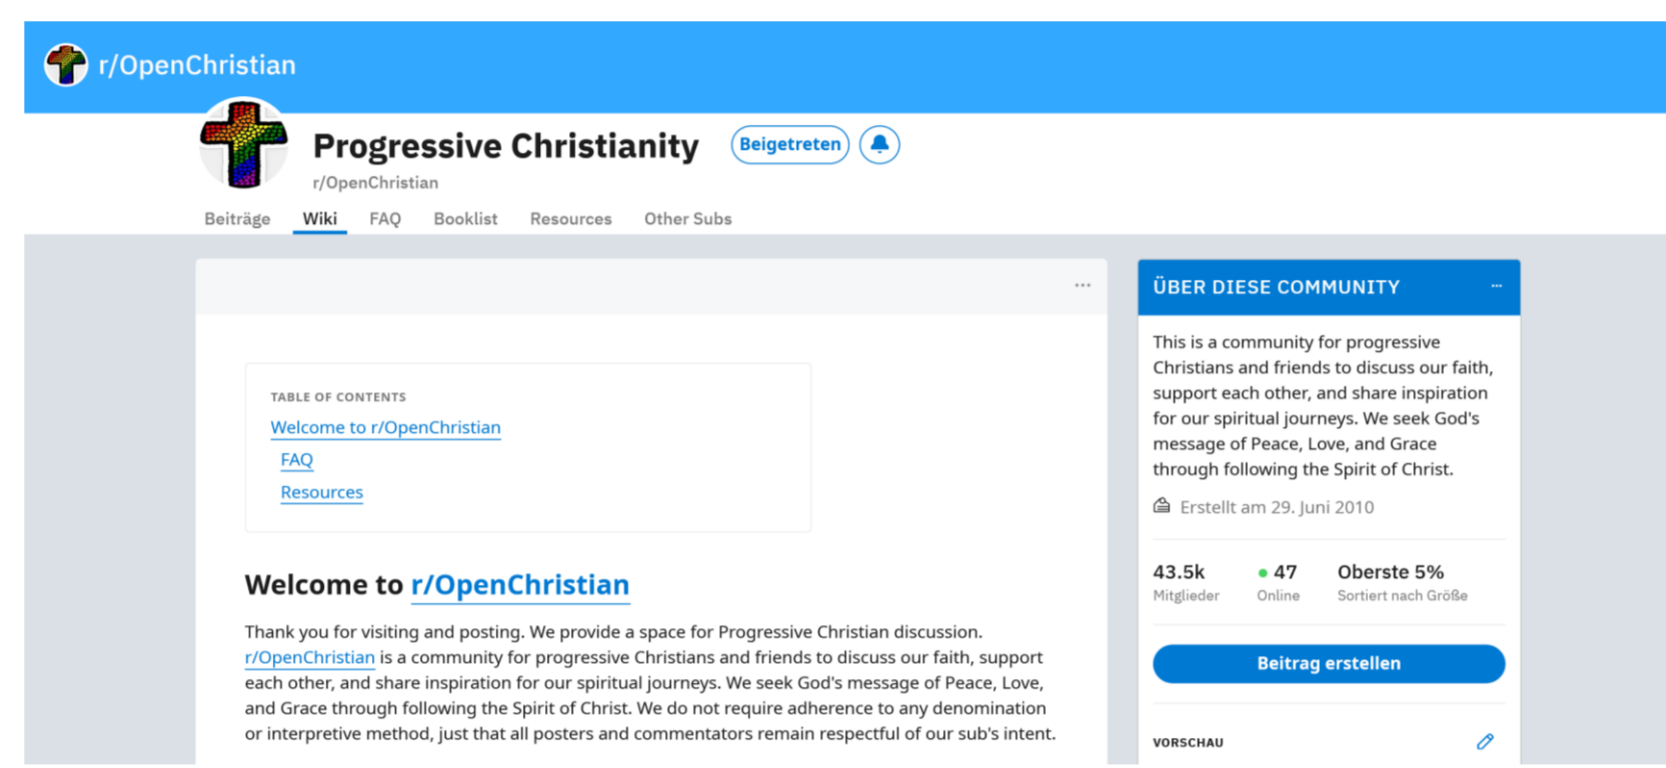 r/OpenChristian
Progressive Christianity
Beigetreten
r/OpenChristian
Beiträge Wiki FAQ Booklist Resources Other Subs
TABLE OF CONTENTS
Welcome to r/OpenChristian
FAQ
Resources
Welcome to r/OpenChristian
Thank you for visiting and posting. We provide a space for Progressive Christian discussion.
r/OpenChristian is a community for progressive Christians and friends to discuss our faith, support
each other, and share inspiration for our spiritual journeys. We seek God's message of Peace, Love,
and Grace through following the Spirit of Christ. We do not require adherence to any denomination
or interpretive method, just that all posters and commentators remain respectful of our sub's intent.
ÜBER DIESE COMMUNITY
This is a community for progressive
Christians and friends to discuss our faith,
support each other, and share inspiration
for our spiritual journeys. We seek God's
message of Peace, Love, and Grace
through following the Spirit of Christ.
Erstellt am 29. Juni 2010
43.5k 47 Oberste 5%
Mitglieder Online Sortiert nach Größe
Beitrag erstellen
VORSCHAU